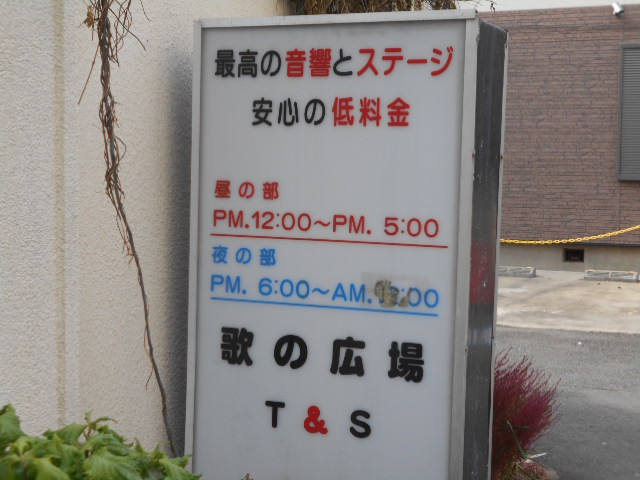 最高の音響とステージ
安心の低料金
昼の部
PM.12:00〜PM. 5:00
夜の部
PM. 6:00〜AM. :00
歌の広場
T & S